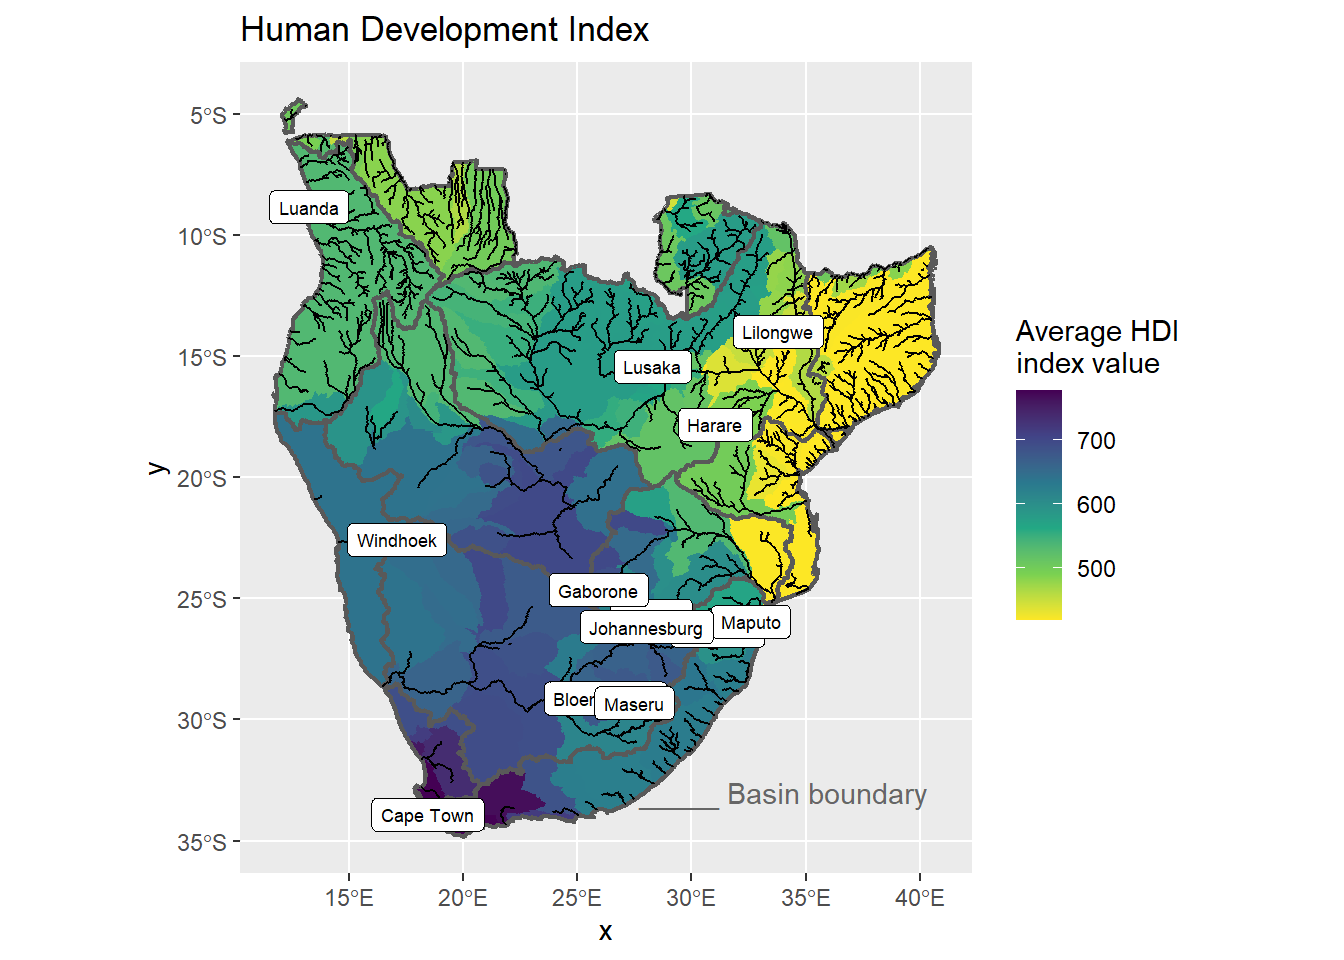 Human Development Index
5°S
10°S
15°S
20°S
25°S
30°S
35°S
y
Luanda
Lilongwe
Lusaka
Harare
Windhoek
Gaborone
Johannesburg
Maputo
Maseru
Cape Town
Basin boundary
15°E
20°E
25°E
30°E
35°E
40°E
x
Average HDI
index value
700
600
500